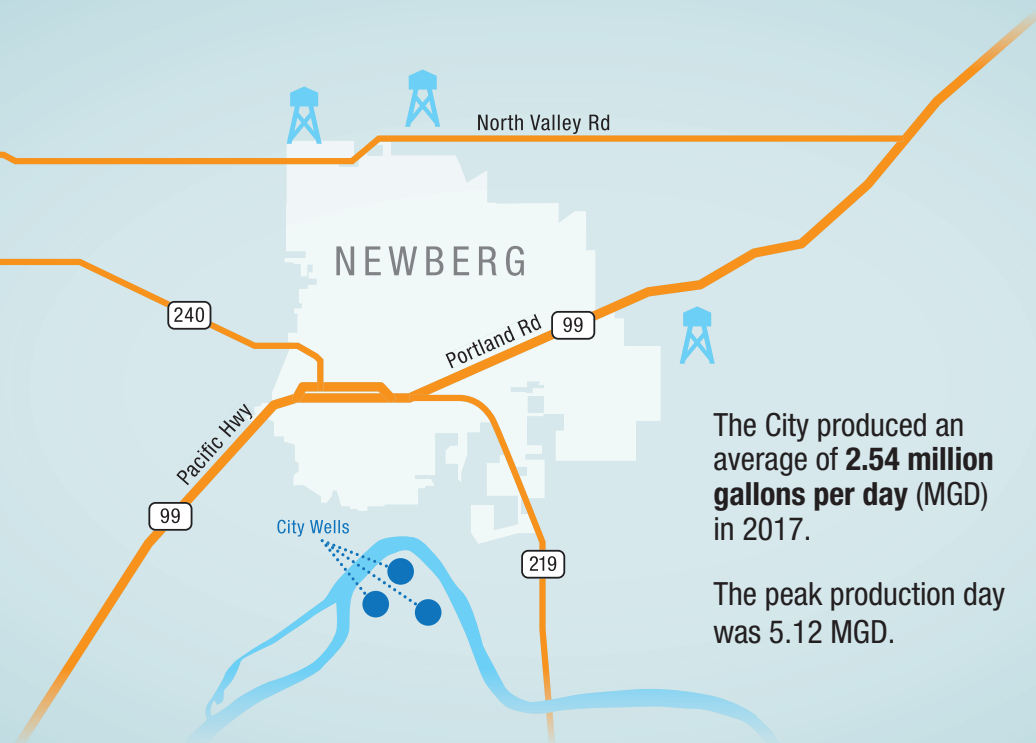 North Valley Rd
NEWBERG
240
Portland Rd
99
Pacific Hwy
99
City Wells
219
The City produced an
average of 2.54 million
gallons per day (MGD)
in 2017.
The peak production day
was 5.12 MGD.